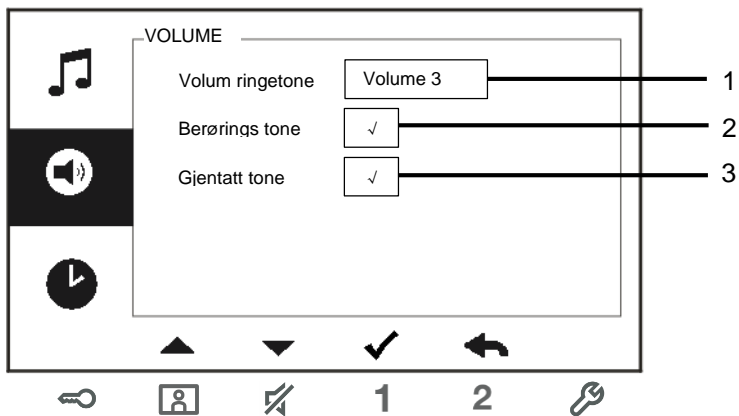 VOLUME
Volum ringetone Volume 3 1
Berørings tone √ 2
Gjentatt tone √ 3
1 2